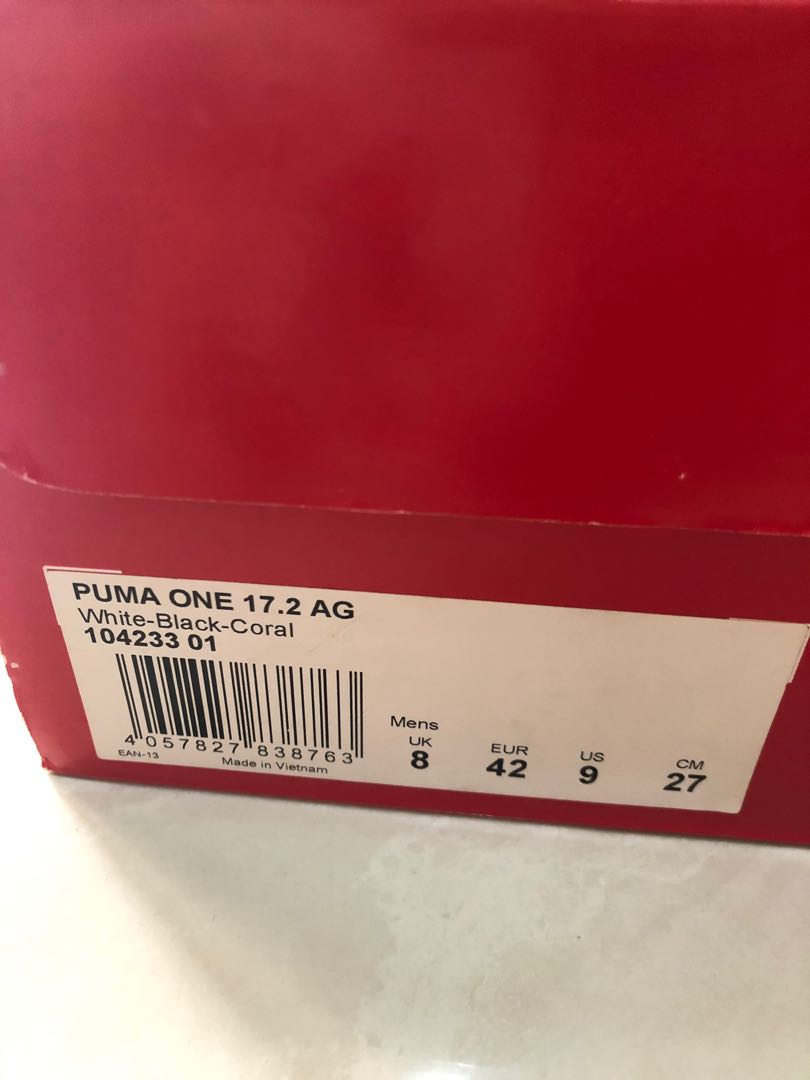 PUMA ONE 17.2 AG
White-Black-Coral
104233 01
4 057827 838763
EAN-13
Made in Vietnam
Mens
UK EUR US CM
8 42 9 27